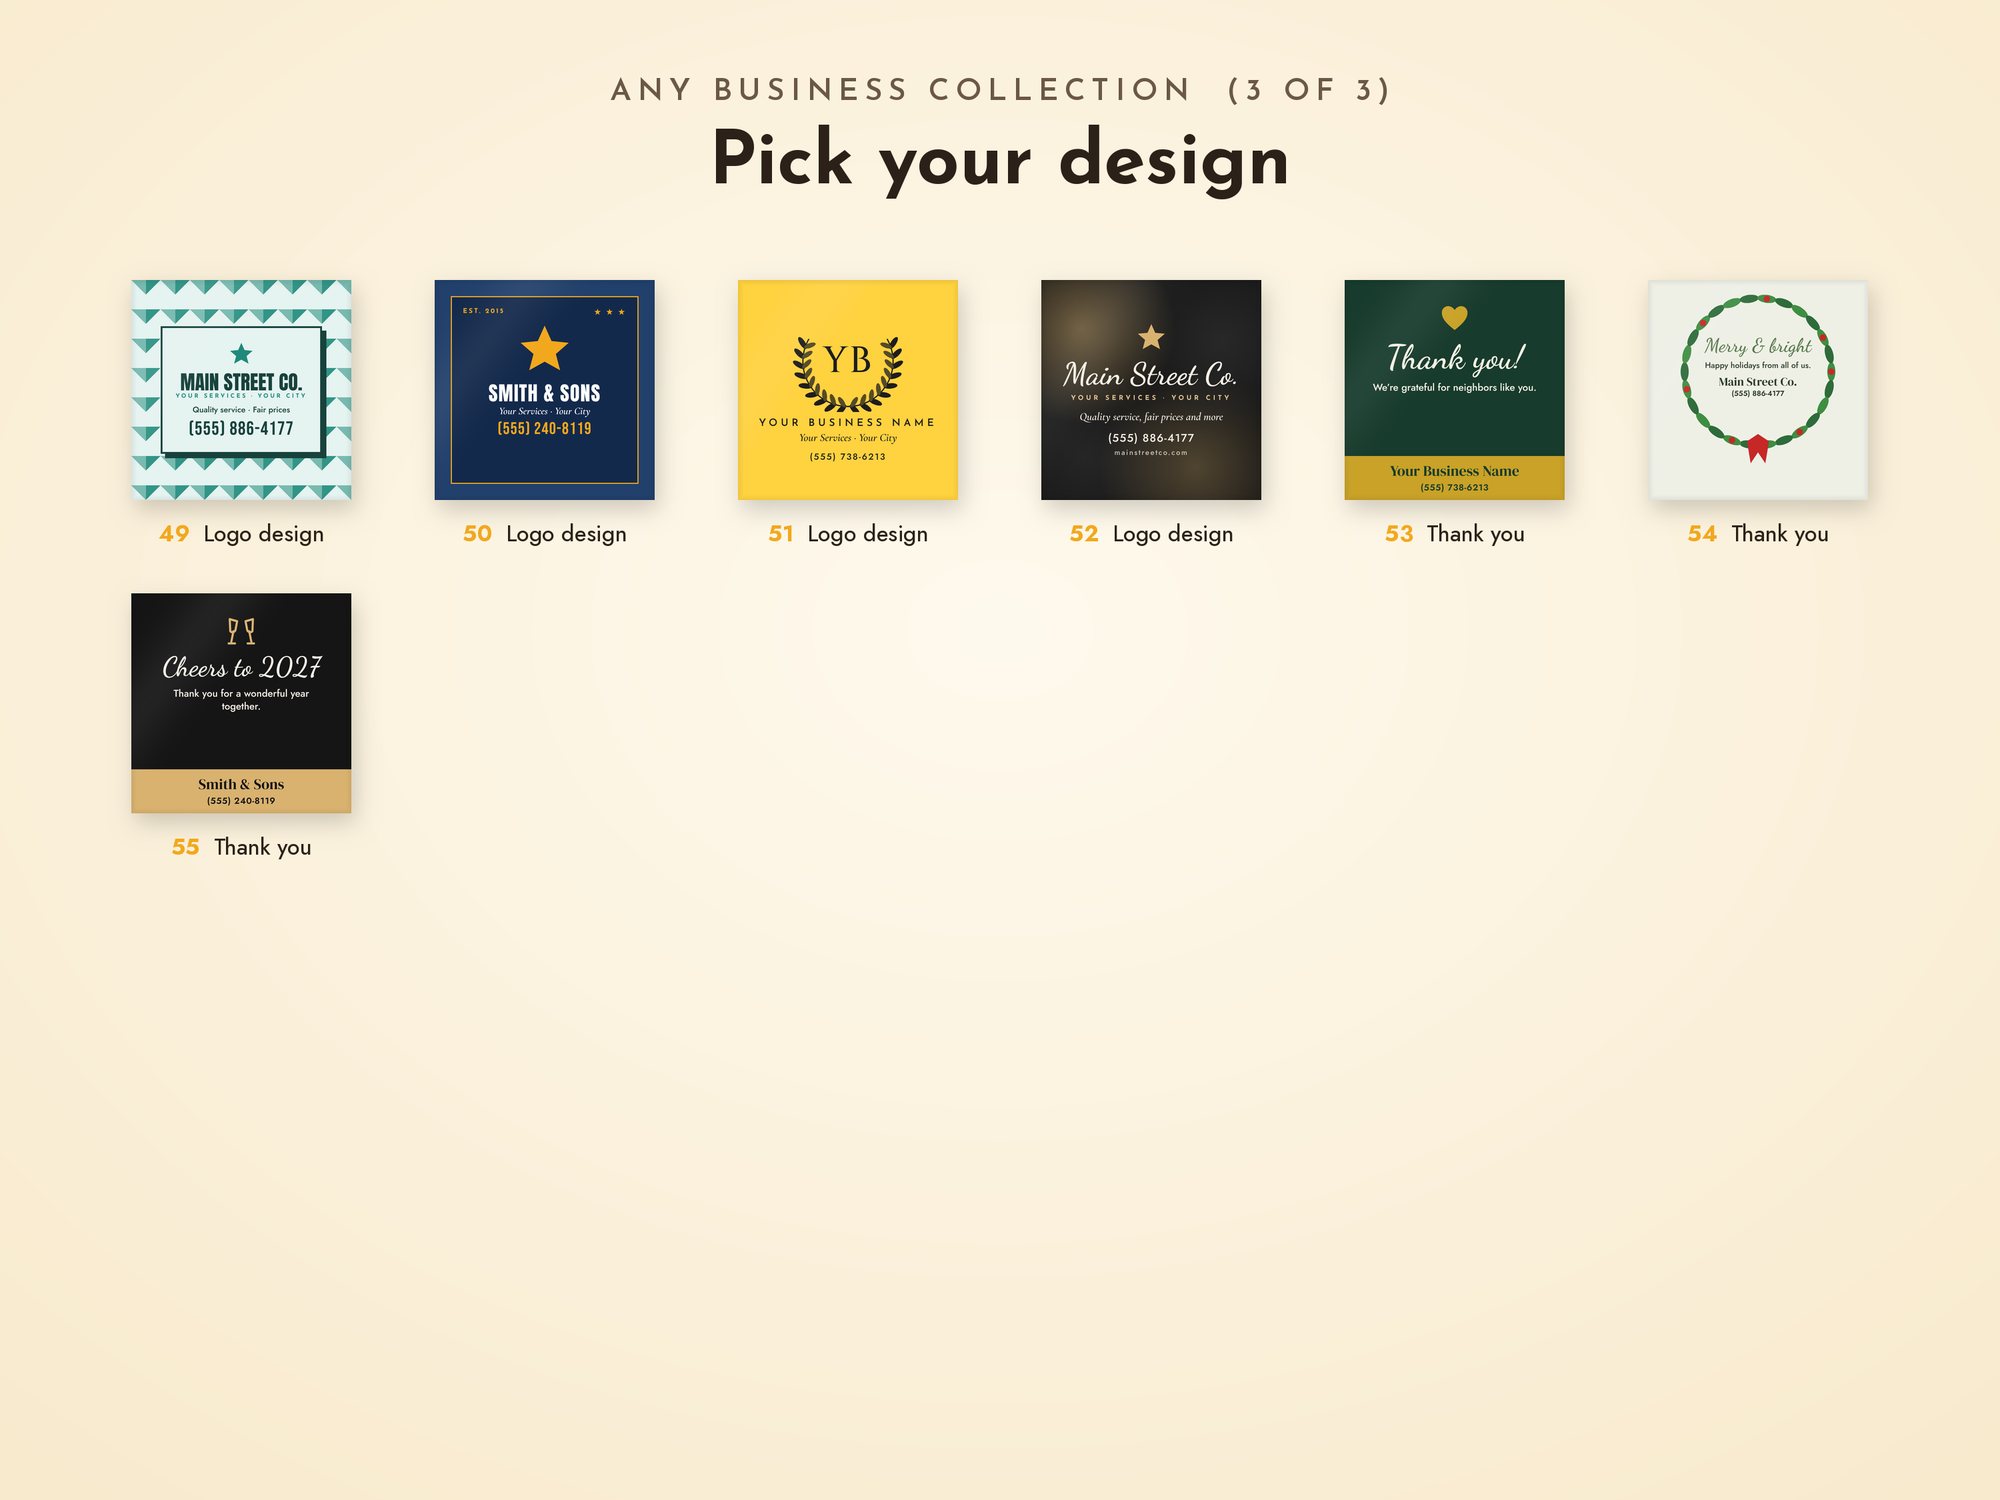 ANY BUSINESS COLLECTION (3 OF 3)
Pick your design
MAIN STREET CO.
YOUR SERVICES · YOUR CITY
Quality service · Fair prices
(555) 886-4177
49 Logo design
EST. 2015
SMITH & SONS
Your Services · Your City
(555) 240-8119
50 Logo design
YB
YOUR BUSINESS NAME
Your Services · Your City
(555) 738-6213
51 Logo design
Main Street Co.
YOUR SERVICES · YOUR CITY
Quality service, fair prices and more
(555) 886-4177
mainstreetco.com
52 Logo design
Thank you!
We're grateful for neighbors like you.
Your Business Name
(555) 738-6213
53 Thank you
Merry & bright
Happy holidays from all of us.
Main Street Co.
(555) 886-4177
54 Thank you
Cheers to 2027
Thank you for a wonderful year
together.
Smith & Sons
(555) 240-8119
55 Thank you